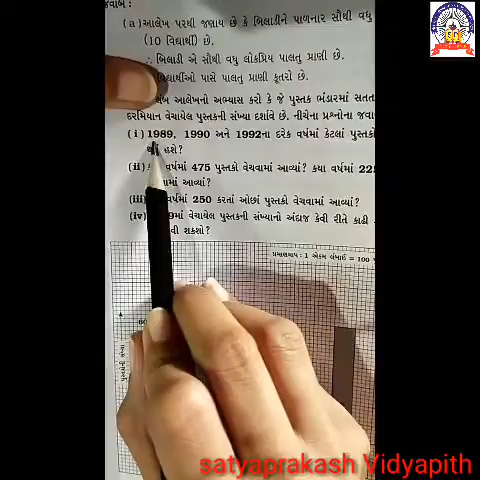 જવાબ:
(a) આલેખ પરથી જણાય છે કે બિલાડીને પાળનાર સૌથી વધુ
(10 વિદ્યાર્થી) છે.
∴ બિલાડી એ સૌથી વધુ લોકપ્રિય પાલતુ પ્રાણી છે.
વિદ્યાર્થીઓ પાસે પાલતુ પ્રાણી કૂતરો છે.
આલેખનો અભ્યાસ કરો કે જે પુસ્તક ભંડારમાં સતત
દરમિયાન વેચાયેલ પુસ્તકની સંખ્યા દર્શાવે છે. નીચેના પ્રશ્નોના
(i) 1989, 1990 અને 1992ના દરેક વર્ષમાં કેટલાં પુસ્તકો
હશે?
(ii) વર્ષમાં 475 પુસ્તકો વેચવામાં આવ્યાં? ક્યા વર્ષમાં 225
આવ્યાં?
(iii) વર્ષમાં 250 કરતાં ઓછાં પુસ્તકો વેચવામાં આવ્યાં?
(iv) વેચાયેલ પુસ્તકની સંખ્યાનો અંદાજ કેવી રીતે કાઢી
શકશો?
પ્રમાણમાપ : 1 એકમ લંબાઈ = 100
પુસ્તકોની સંખ્યા
satyaprakash Vidyapith